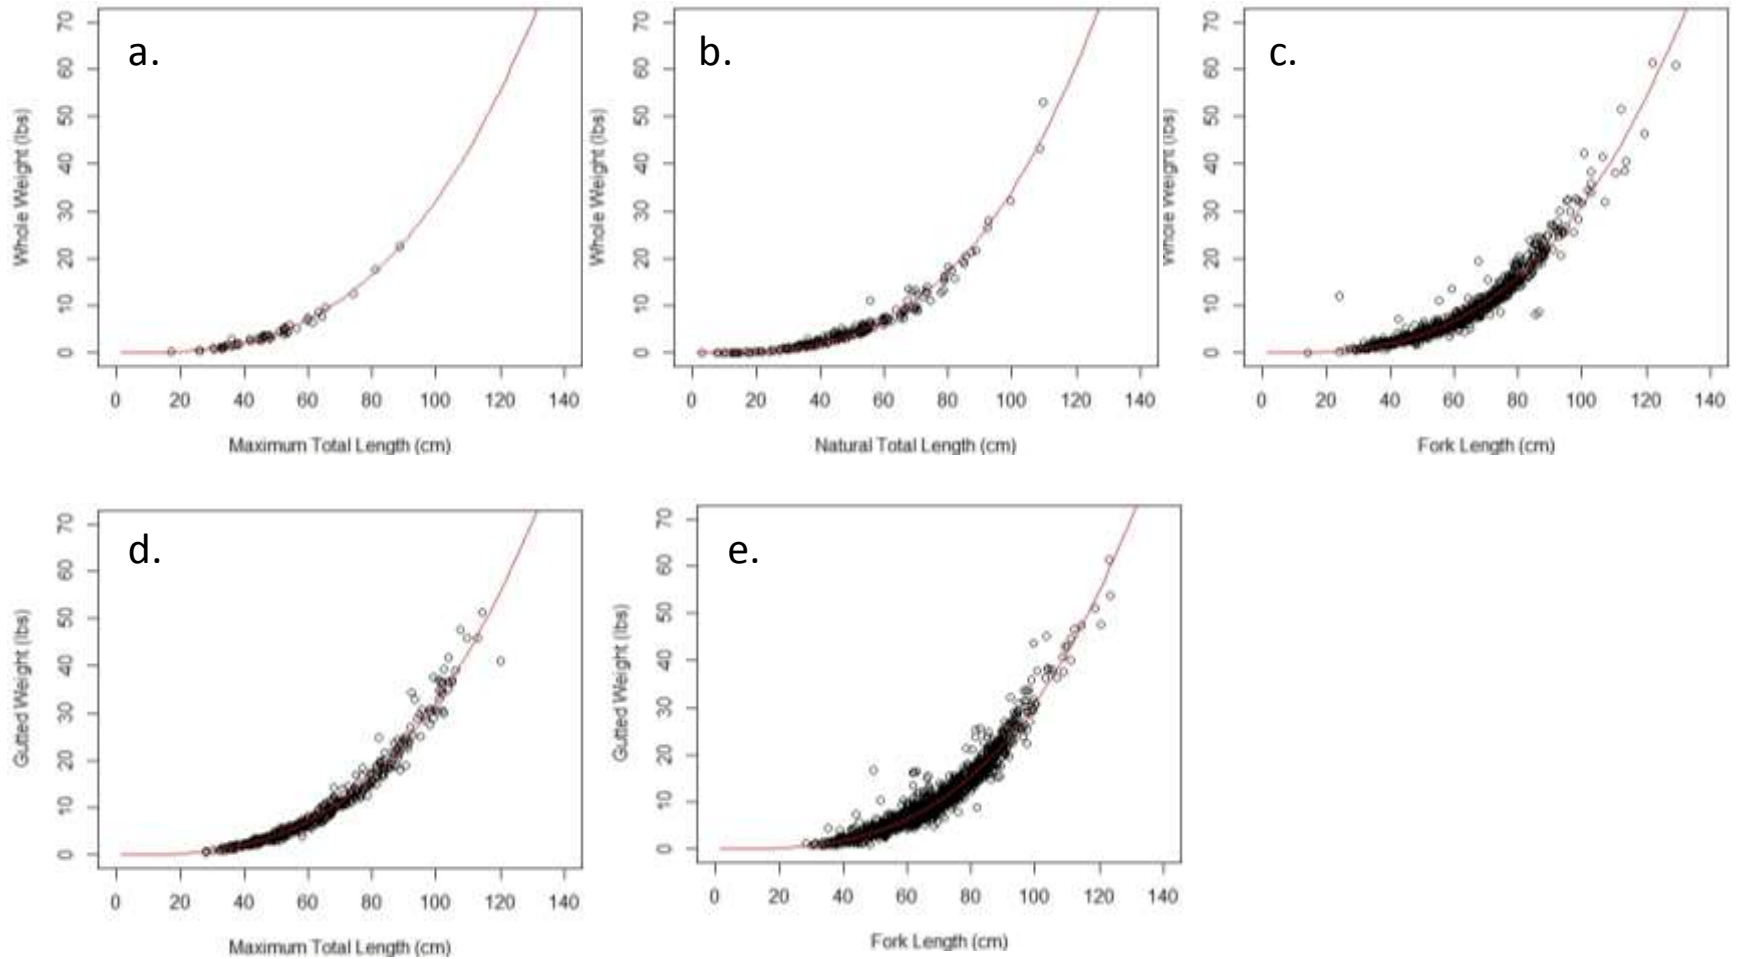 a.
Whole Weight (lbs)
0 10 20 30 40 50 60 70
0 20 40 60 80 100 120 140
Maximum Total Length (cm)
b.
Whole Weight (lbs)
0 10 20 30 40 50 60 70
0 20 40 60 80 100 120 140
Natural Total Length (cm)
c.
Whole Weight (lbs)
0 10 20 30 40 50 60 70
0 20 40 60 80 100 120 140
Fork Length (cm)
d.
Gutted Weight (lbs)
0 10 20 30 40 50 60 70
0 20 40 60 80 100 120 140
Maximum Total Length (cm)
e.
Gutted Weight (lbs)
0 10 20 30 40 50 60 70
0 20 40 60 80 100 120 140
Fork Length (cm)